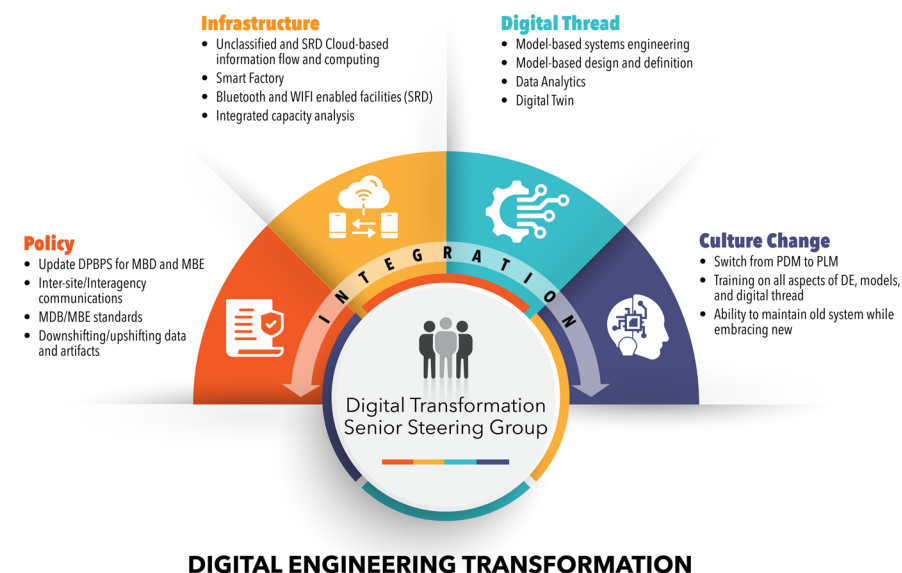 Infrastructure
• Unclassified and SRD Cloud-based
information flow and computing
• Smart Factory
• Bluetooth and WIFI enabled facilities (SRD)
• Integrated capacity analysis
Digital Thread
• Model-based systems engineering
• Model-based design and definition
• Data Analytics
• Digital Twin
Policy
• Update DPBPS for MBD and MBE
• Inter-site/Interagency
communications
• MDB/MBE standards
• Downshifting/upshifting data
and artifacts
Culture Change
• Switch from PDM to PLM
• Training on all aspects of DE, models,
and digital thread
• Ability to maintain old system while
embracing new
INTEGRATION
Digital Transformation
Senior Steering Group
DIGITAL ENGINEERING TRANSFORMATION